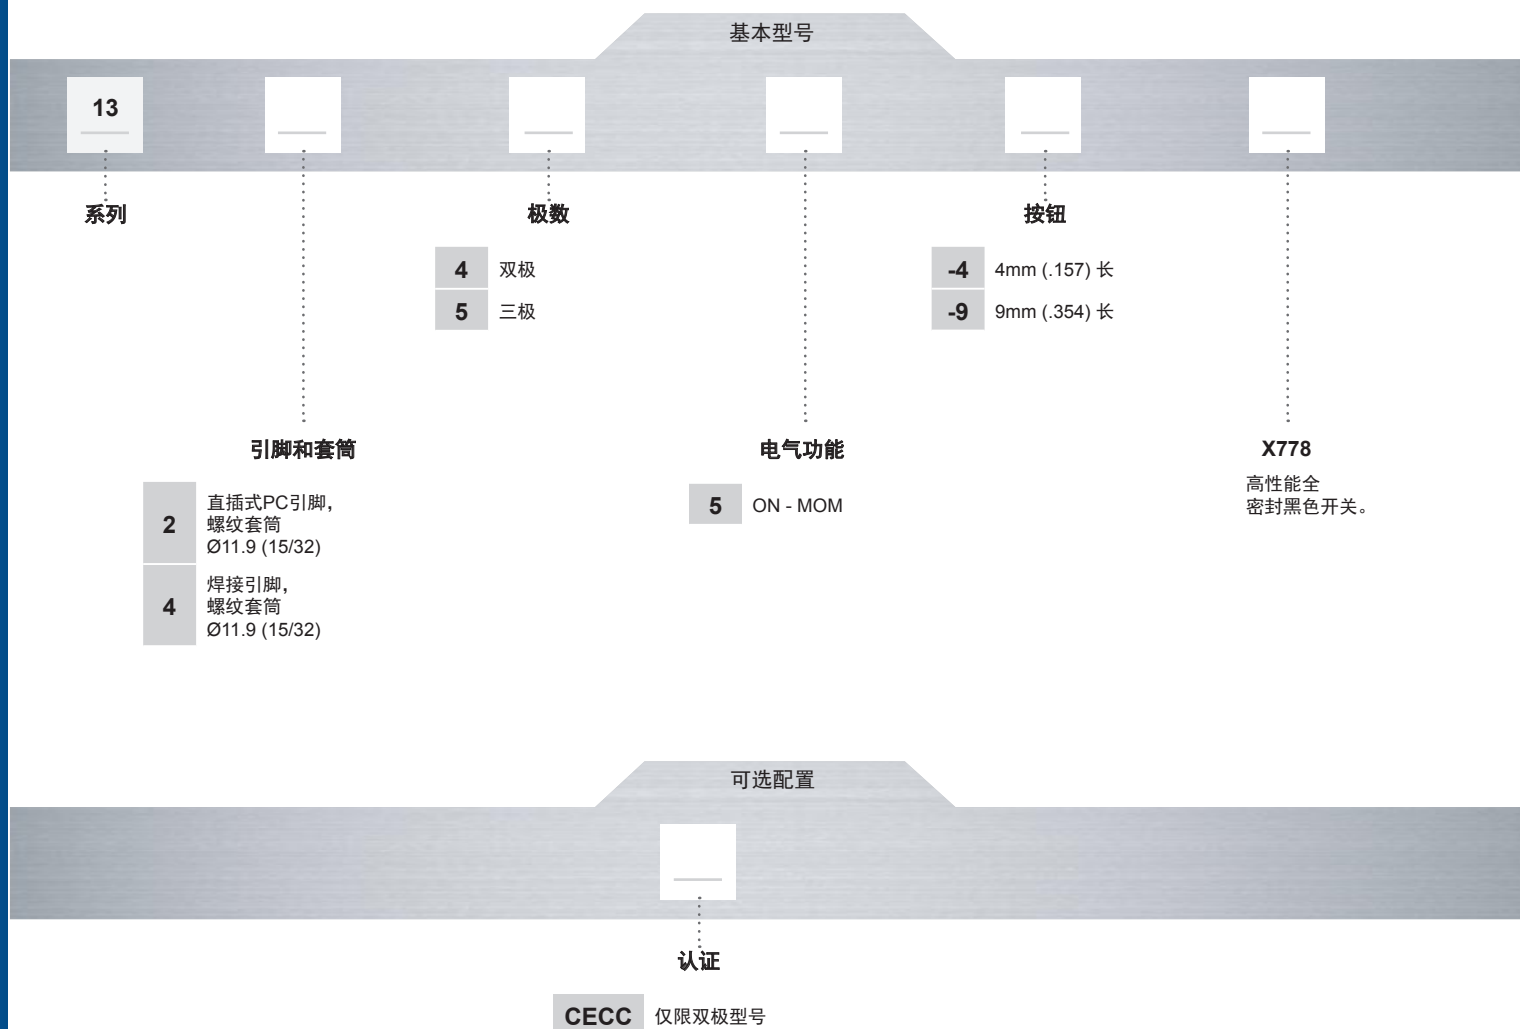 基本型号
13
系列
极数
按钮
4 双极
5 三极
-4 4mm (.157) 长
-9 9mm (.354) 长
引脚和套筒
电气功能
X778
2
直插式PC引脚，
螺纹套筒
Ø11.9 (15/32)
4
焊接引脚，
螺纹套筒
Ø11.9 (15/32)
5 ON - MOM
高性能全
密封黑色开关。
可选配置
认证
CECC 仅限双极型号